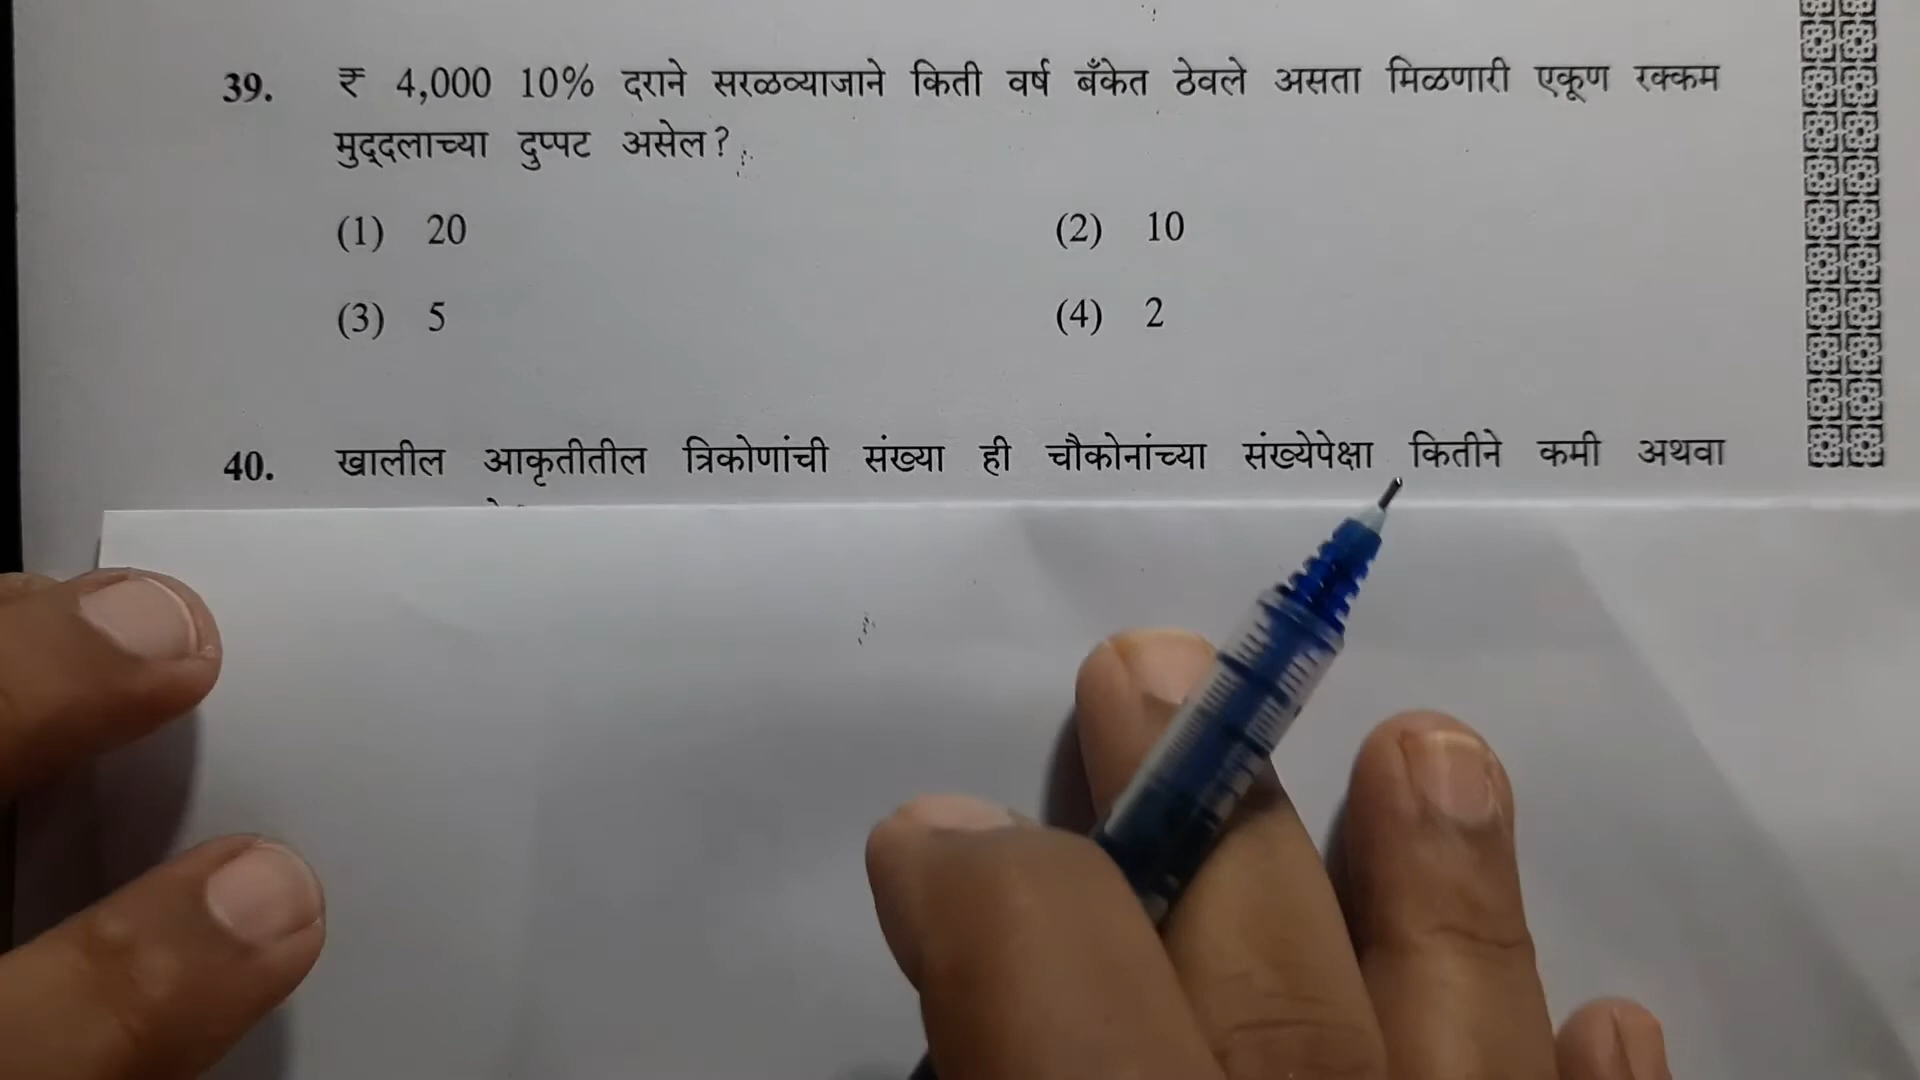 39. ₹ 4,000 10% दराने सरळव्याजाने किती वर्ष बँकेत ठेवले असता मिळणारी एकूण रक्कम
मुद्‌दलाच्या दुप्पट असेल?
(1) 20 (2) 10
(3) 5 (4) 2
40. खालील आकृतीतील त्रिकोणांची संख्या ही चौकोनांच्या संख्येपेक्षा कितीने कमी अथवा